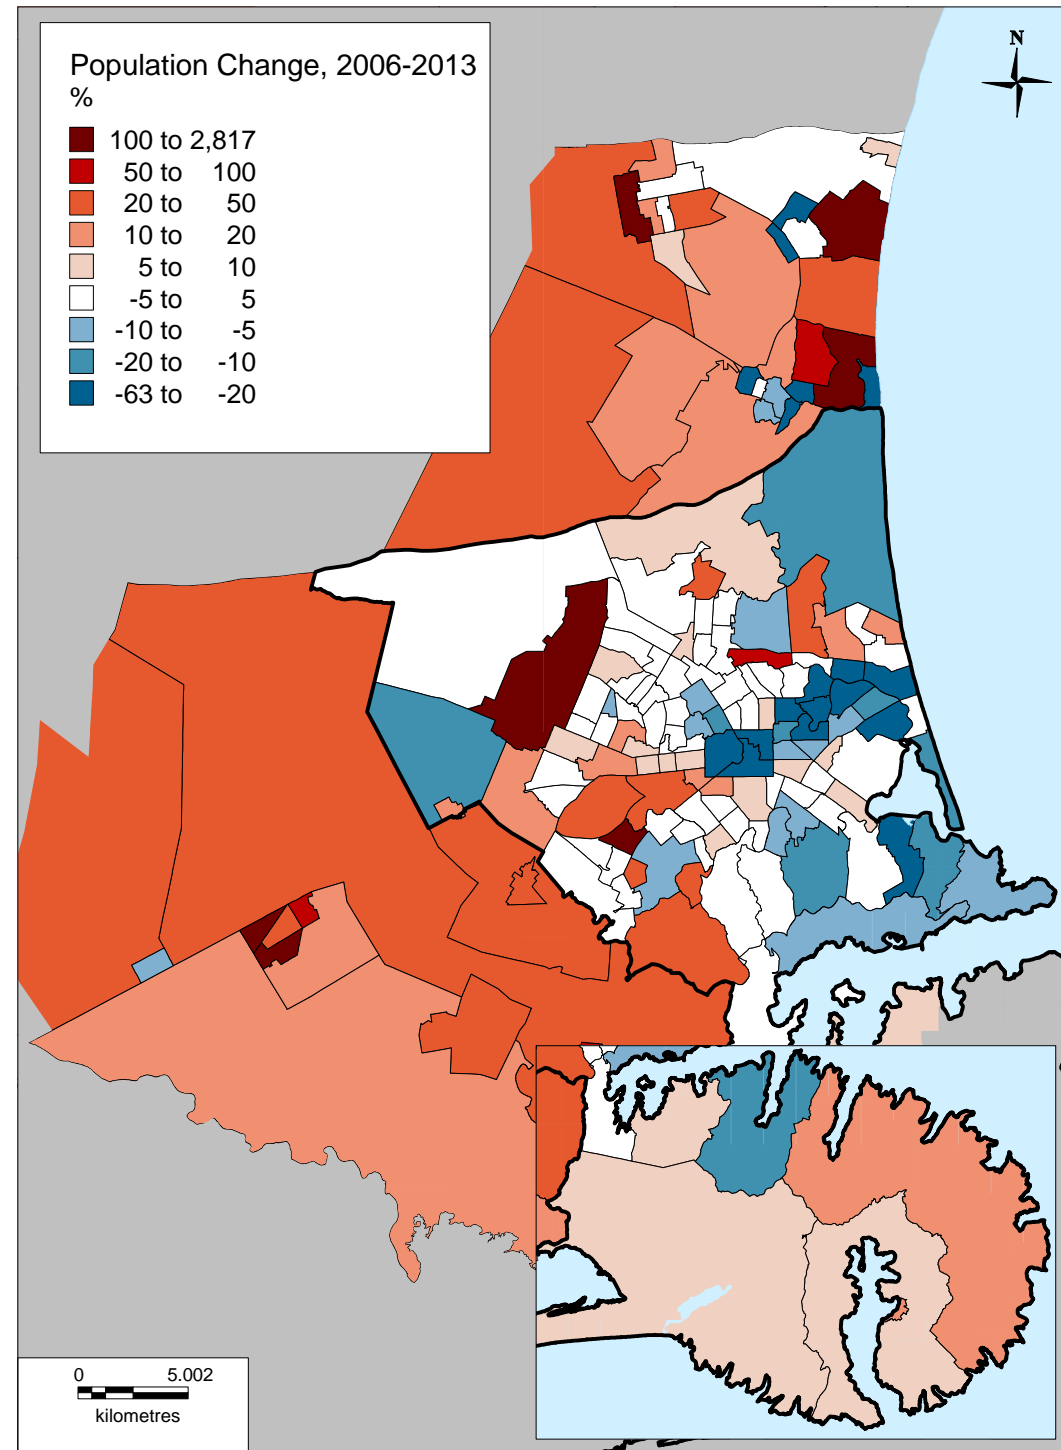 Population Change, 2006-2013
%
100 to 2,817
50 to 100
20 to 50
10 to 20
5 to 10
-5 to 5
-10 to -5
-20 to -10
-63 to -20
N
0 5.002
kilometres